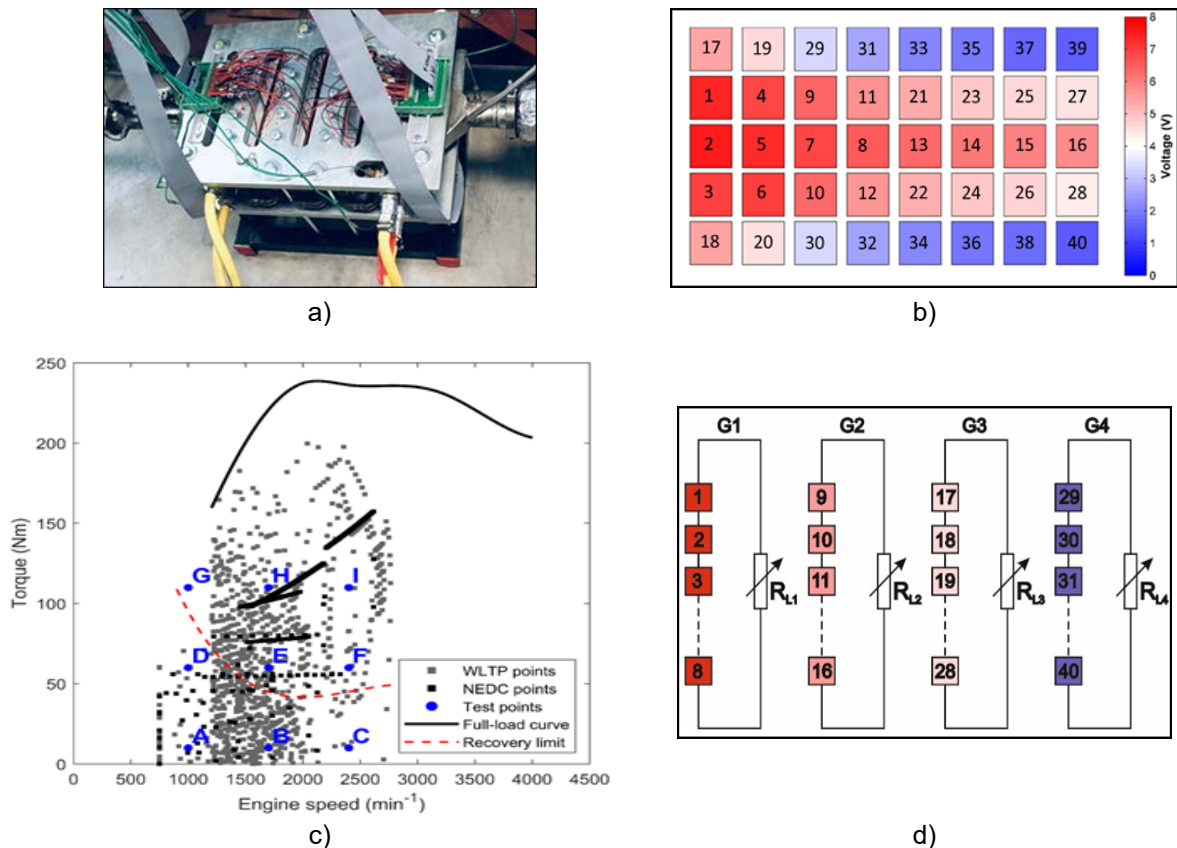 17 19 29 31 33 35 37 39
1 4 9 11 21 23 25 27
2 5 7 8 13 14 15 16
3 6 10 12 22 24 26 28
18 20 30 32 34 36 38 40
8
7
6
5
4
3
2
1
0
Voltage (V)
a)
b)
250
200
150
100
50
0
Torque (Nm)
G H I
D E F
A B C
WLTP points
NEDC points
Test points
Full-load curve
Recovery limit
0 500 1000 1500 2000 2500 3000 3500 4000 4500
Engine speed (min⁻¹)
G1 G2 G3 G4
1 9 17 29
2 10 18 30
3 11 19 31
R_L1 R_L2 R_L3 R_L4
8 16 28 40
c)
d)